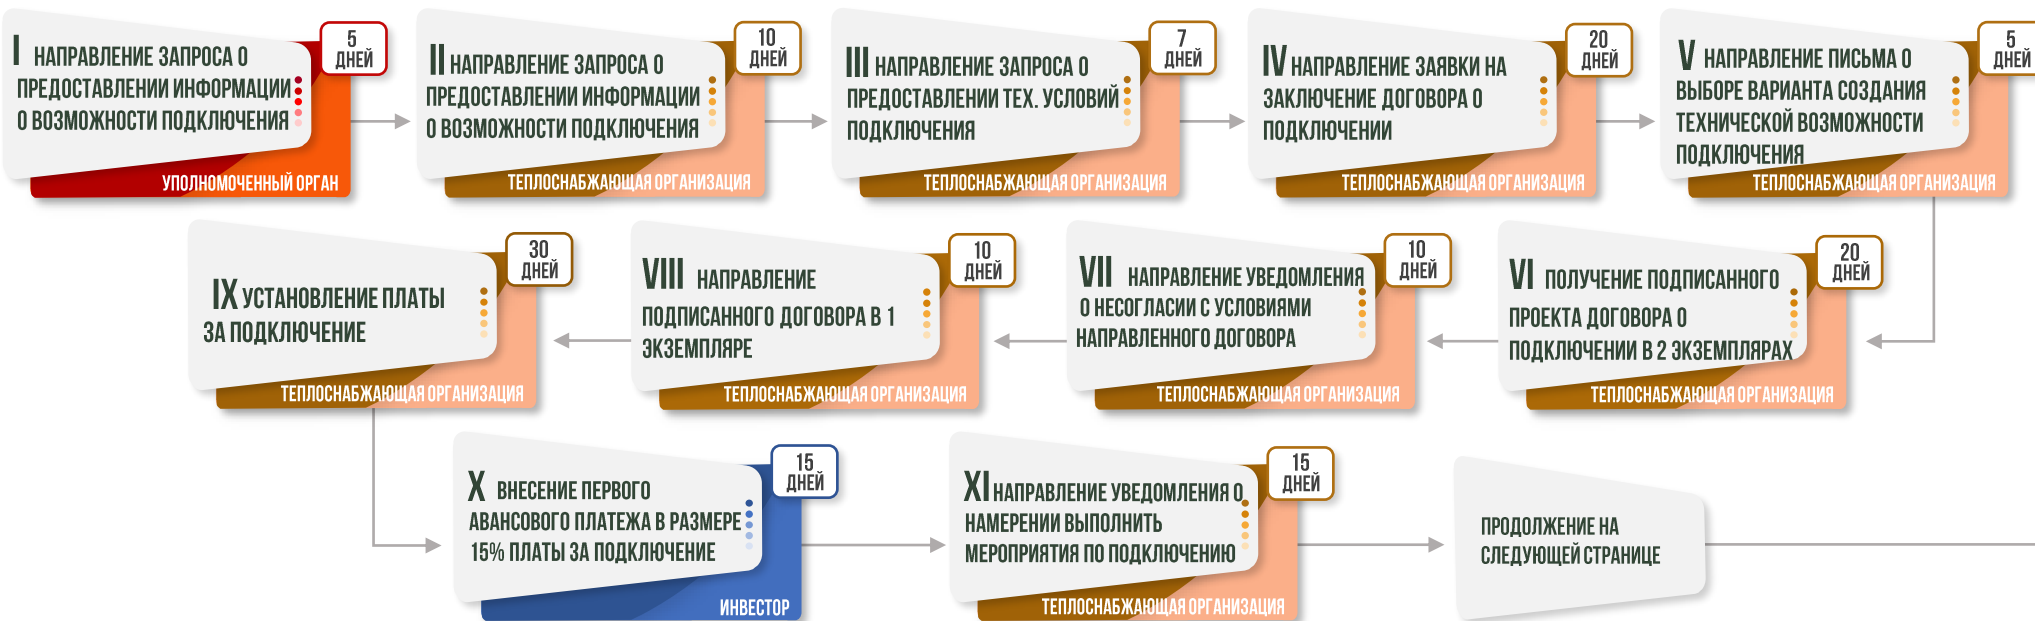 I НАПРАВЛЕНИЕ ЗАПРОСА О
ПРЕДОСТАВЛЕНИИ ИНФОРМАЦИИ
О ВОЗМОЖНОСТИ ПОДКЛЮЧЕНИЯ
5
ДНЕЙ
УПОЛНОМОЧЕННЫЙ ОРГАН
II НАПРАВЛЕНИЕ ЗАПРОСА О
ПРЕДОСТАВЛЕНИИ ИНФОРМАЦИИ
О ВОЗМОЖНОСТИ ПОДКЛЮЧЕНИЯ
10
ДНЕЙ
ТЕПЛОСНАБЖАЮЩАЯ ОРГАНИЗАЦИЯ
III НАПРАВЛЕНИЕ ЗАПРОСА О
ПРЕДОСТАВЛЕНИИ ТЕХ. УСЛОВИЙ
ПОДКЛЮЧЕНИЯ
7
ДНЕЙ
ТЕПЛОСНАБЖАЮЩАЯ ОРГАНИЗАЦИЯ
IV НАПРАВЛЕНИЕ ЗАЯВКИ НА
ЗАКЛЮЧЕНИЕ ДОГОВОРА О
ПОДКЛЮЧЕНИИ
20
ДНЕЙ
ТЕПЛОСНАБЖАЮЩАЯ ОРГАНИЗАЦИЯ
V НАПРАВЛЕНИЕ ПИСЬМА О
ВЫБОРЕ ВАРИАНТА СОЗДАНИЯ
ТЕХНИЧЕСКОЙ ВОЗМОЖНОСТИ
ПОДКЛЮЧЕНИЯ
5
ДНЕЙ
ТЕПЛОСНАБЖАЮЩАЯ ОРГАНИЗАЦИЯ
VI ПОЛУЧЕНИЕ ПОДПИСАННОГО
ПРОЕКТА ДОГОВОРА О
ПОДКЛЮЧЕНИИ В 2 ЭКЗЕМПЛЯРАХ
20
ДНЕЙ
ТЕПЛОСНАБЖАЮЩАЯ ОРГАНИЗАЦИЯ
VII НАПРАВЛЕНИЕ УВЕДОМЛЕНИЯ
О НЕСОГЛАСИИ С УСЛОВИЯМИ
НАПРАВЛЕННОГО ДОГОВОРА
10
ДНЕЙ
ТЕПЛОСНАБЖАЮЩАЯ ОРГАНИЗАЦИЯ
VIII НАПРАВЛЕНИЕ
ПОДПИСАННОГО ДОГОВОРА В 1
ЭКЗЕМПЛЯРЕ
10
ДНЕЙ
ТЕПЛОСНАБЖАЮЩАЯ ОРГАНИЗАЦИЯ
IX УСТАНОВЛЕНИЕ ПЛАТЫ
ЗА ПОДКЛЮЧЕНИЕ
30
ДНЕЙ
ТЕПЛОСНАБЖАЮЩАЯ ОРГАНИЗАЦИЯ
X ВНЕСЕНИЕ ПЕРВОГО
АВАНСОВОГО ПЛАТЕЖА В РАЗМЕРЕ
15% ПЛАТЫ ЗА ПОДКЛЮЧЕНИЕ
15
ДНЕЙ
ИНВЕСТОР
XI НАПРАВЛЕНИЕ УВЕДОМЛЕНИЯ О
НАМЕРЕНИИ ВЫПОЛНИТЬ
МЕРОПРИЯТИЯ ПО ПОДКЛЮЧЕНИЮ
15
ДНЕЙ
ТЕПЛОСНАБЖАЮЩАЯ ОРГАНИЗАЦИЯ
ПРОДОЛЖЕНИЕ НА
СЛЕДУЮЩЕЙ СТРАНИЦЕ